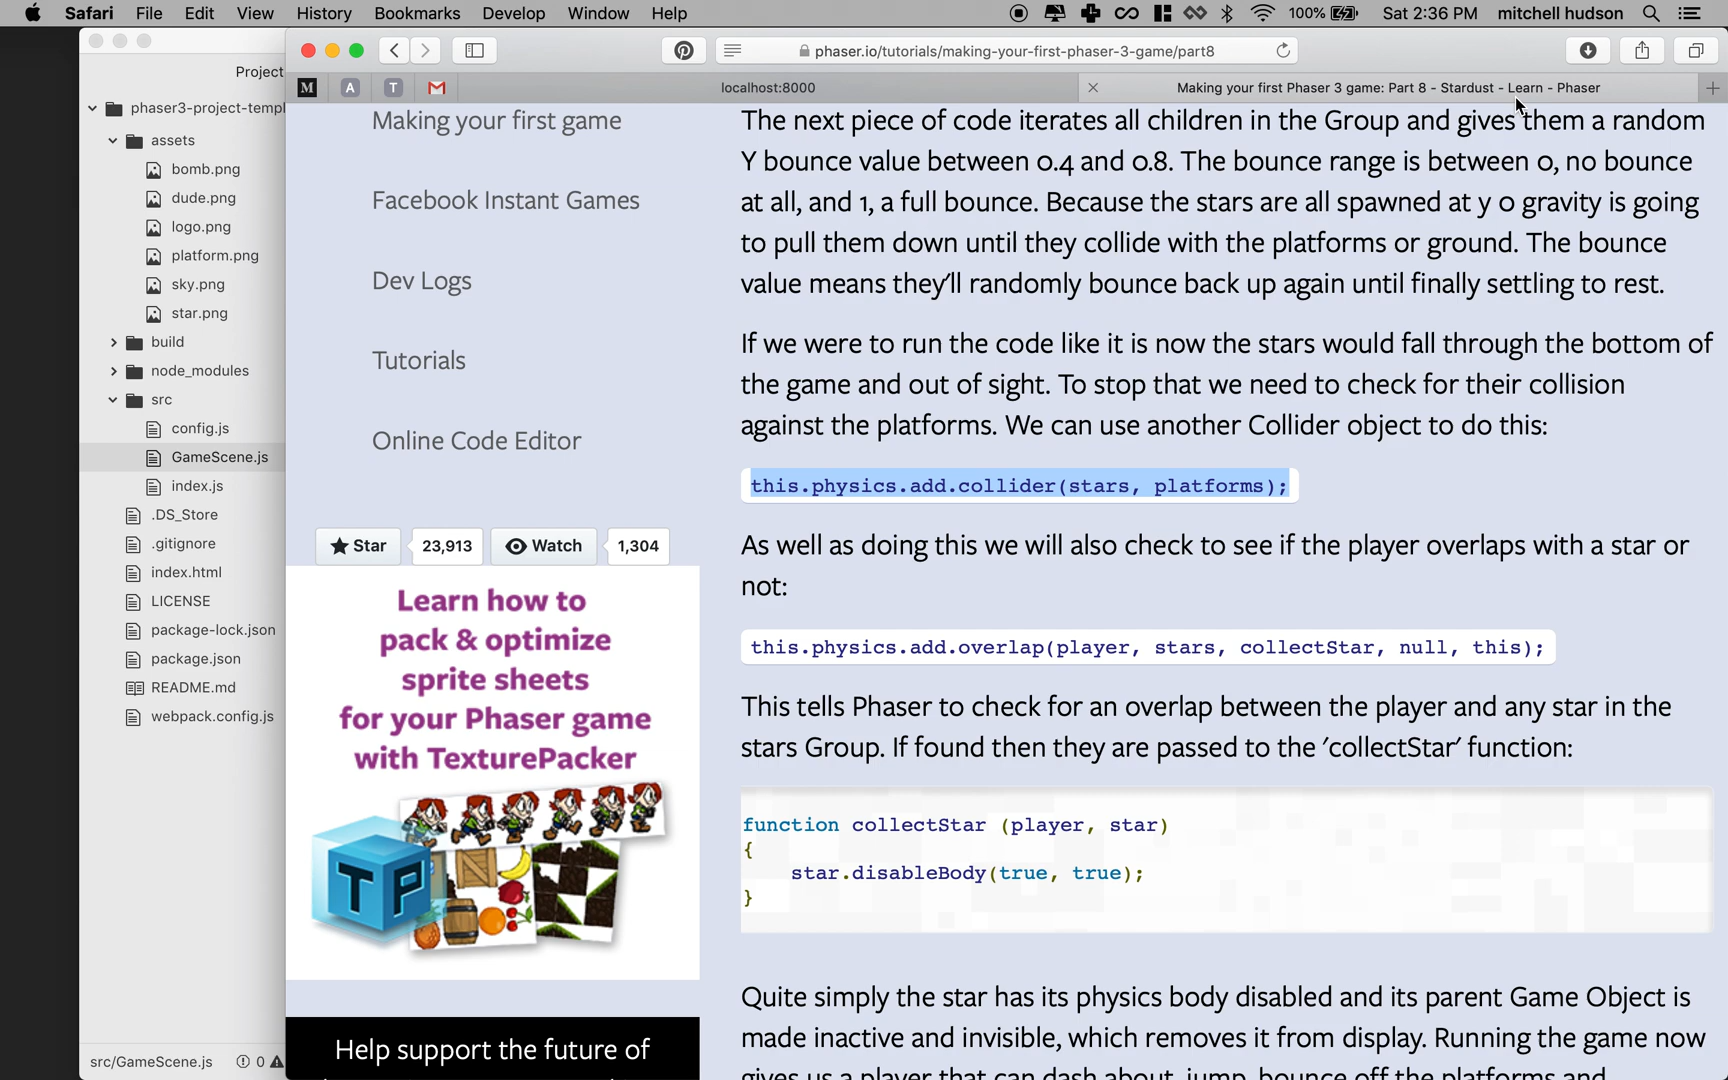 Safari File Edit View History Bookmarks Develop Window Help 100% Sat 2:36 PM mitchell hudson
phaser.io/tutorials/making-your-first-phaser-3-game/part8
M A T localhost:8000 Making your first Phaser 3 game: Part 8 - Stardust - Learn - Phaser
Project
phaser3-project-templ
assets
bomb.png
dude.png
logo.png
platform.png
sky.png
star.png
build
node_modules
src
config.js
GameScene.js
index.js
.DS_Store
.gitignore
index.html
LICENSE
package-lock.json
package.json
README.md
webpack.config.js
src/GameScene.js 0
Making your first game
Facebook Instant Games
Dev Logs
Tutorials
Online Code Editor
Star 23,913 Watch 1,304
Learn how to
pack & optimize
sprite sheets
for your Phaser game
with TexturePacker
TP
Help support the future of
The next piece of code iterates all children in the Group and gives them a random
Y bounce value between 0.4 and 0.8. The bounce range is between 0, no bounce
at all, and 1, a full bounce. Because the stars are all spawned at y 0 gravity is going
to pull them down until they collide with the platforms or ground. The bounce
value means they'll randomly bounce back up again until finally settling to rest.
If we were to run the code like it is now the stars would fall through the bottom of
the game and out of sight. To stop that we need to check for their collision
against the platforms. We can use another Collider object to do this:
this.physics.add.collider(stars, platforms);
As well as doing this we will also check to see if the player overlaps with a star or
not:
this.physics.add.overlap(player, stars, collectStar, null, this);
This tells Phaser to check for an overlap between the player and any star in the
stars Group. If found then they are passed to the 'collectStar' function:
function collectStar (player, star)
{
    star.disableBody(true, true);
}
Quite simply the star has its physics body disabled and its parent Game Object is
made inactive and invisible, which removes it from display. Running the game now
gives us a player that can dash about, jump, bounce off the platforms and